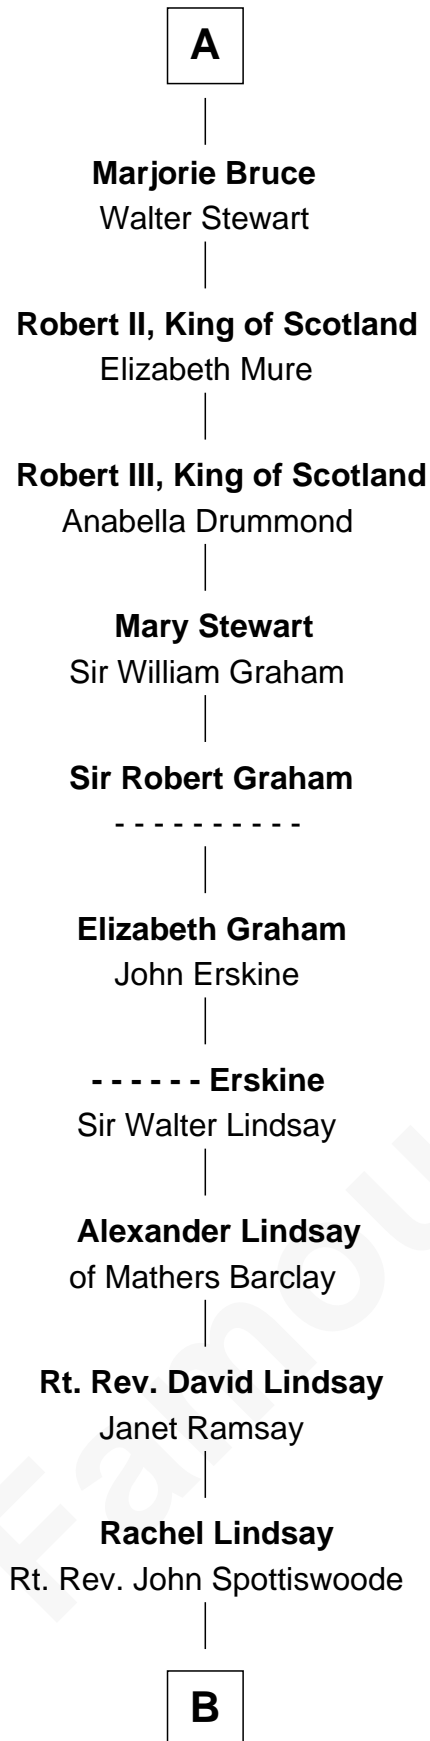 A
Marjorie Bruce
Walter Stewart
Robert II, King of Scotland
Elizabeth Mure
Robert III, King of Scotland
Anabella Drummond
Mary Stewart
Sir William Graham
Sir Robert Graham
- - - - - - - - - -
Elizabeth Graham
John Erskine
- - - - - - Erskine
Sir Walter Lindsay
Alexander Lindsay
of Mathers Barclay
Rt. Rev. David Lindsay
Janet Ramsay
Rachel Lindsay
Rt. Rev. John Spottiswoode
B
Famou